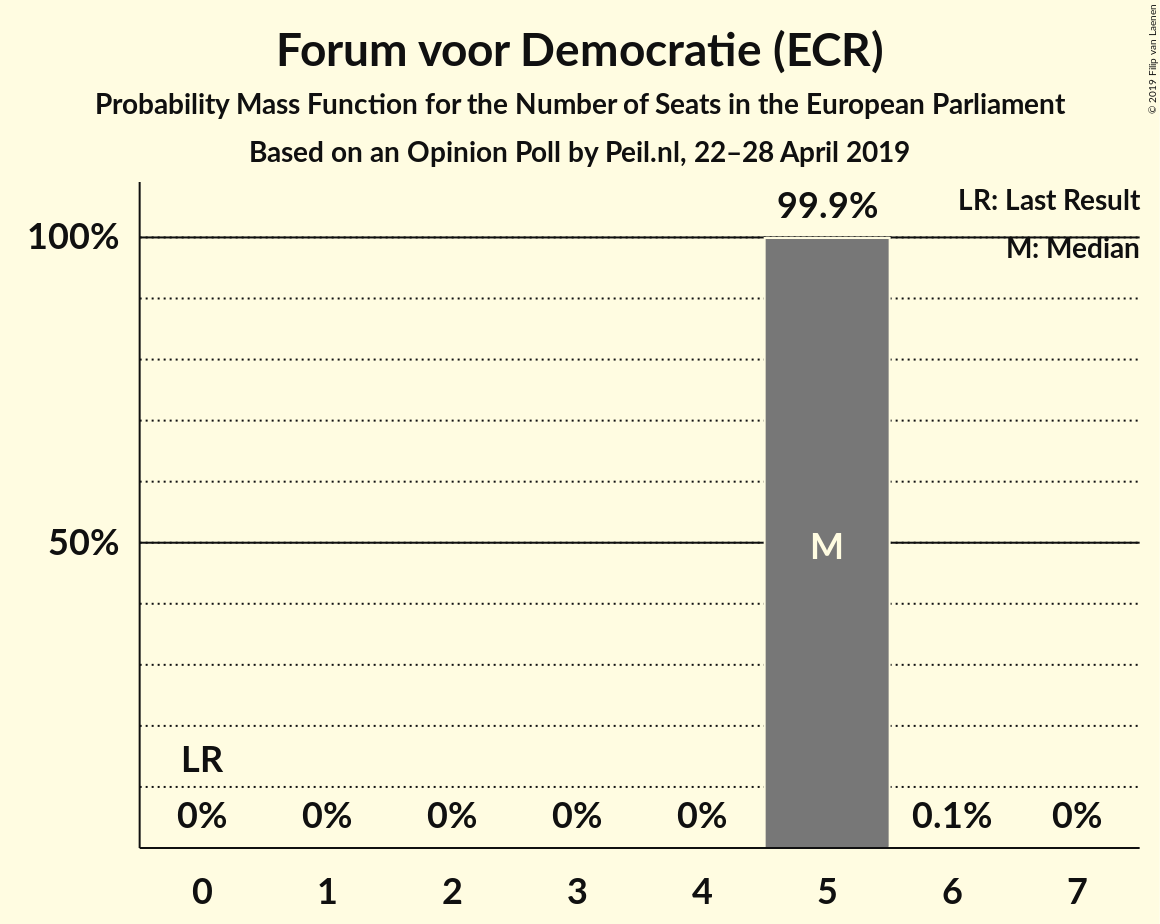 Forum voor Democratie (ECR)
Probability Mass Function for the Number of Seats in the European Parliament
Based on an Opinion Poll by Peil.nl, 22–28 April 2019
© 2019 Filip van Laenen
LR: Last Result
M: Median
99.9%
100%
50%
M
LR
0% 0% 0% 0% 0% 0.1% 0%
0 1 2 3 4 5 6 7